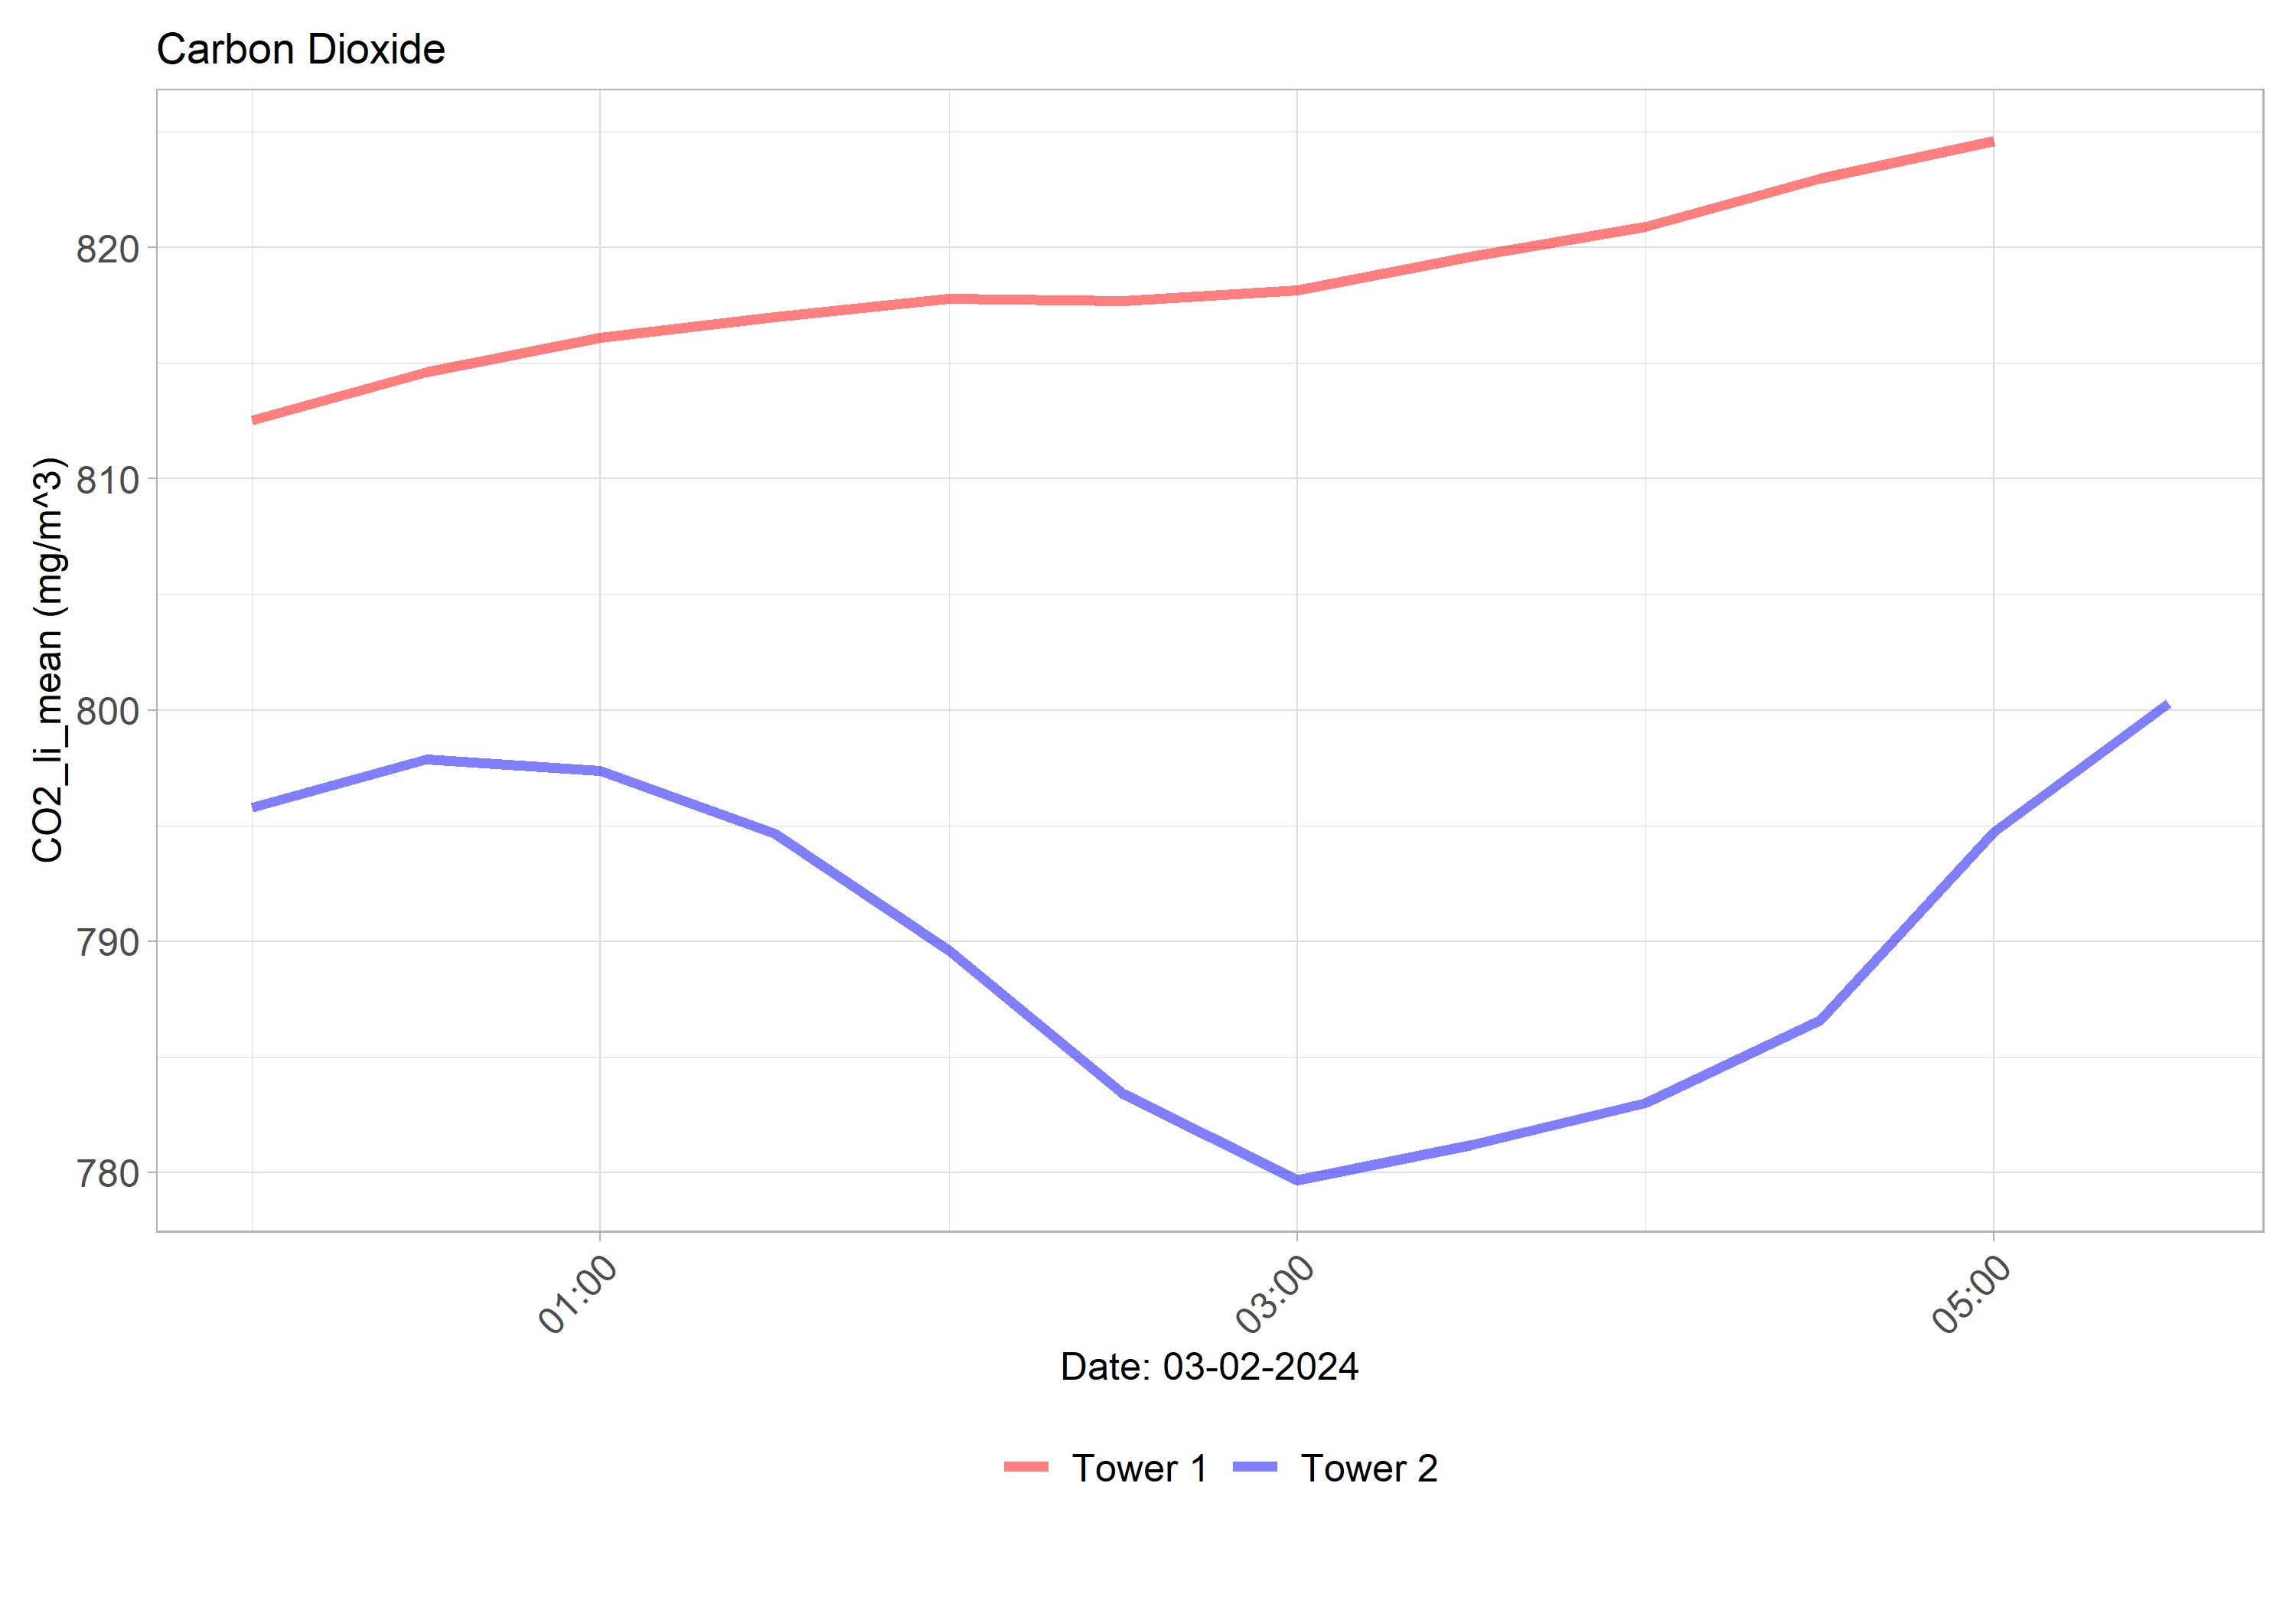 Carbon Dioxide
CO2_li_mean (mg/m^3)
820
810
800
790
780
01:00
03:00
05:00
Date: 03-02-2024
Tower 1
Tower 2